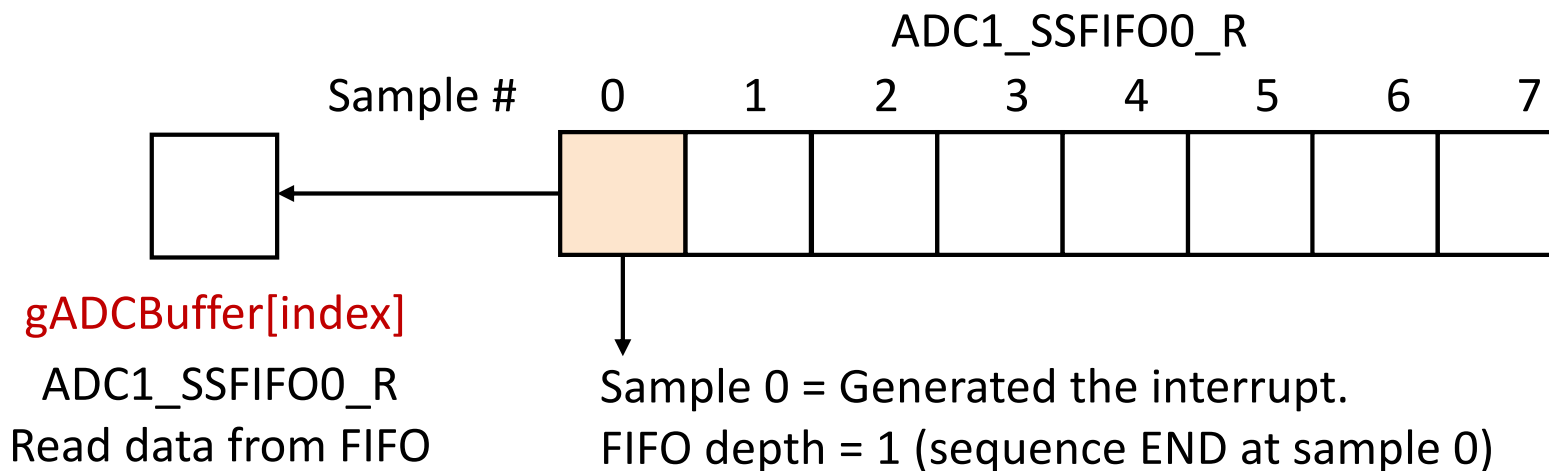 ADC1_SSFIFO0_R
Sample # 0 1 2 3 4 5 6 7
gADCBuffer[index]
ADC1_SSFIFO0_R
Read data from FIFO
Sample 0 = Generated the interrupt.
FIFO depth = 1 (sequence END at sample 0)